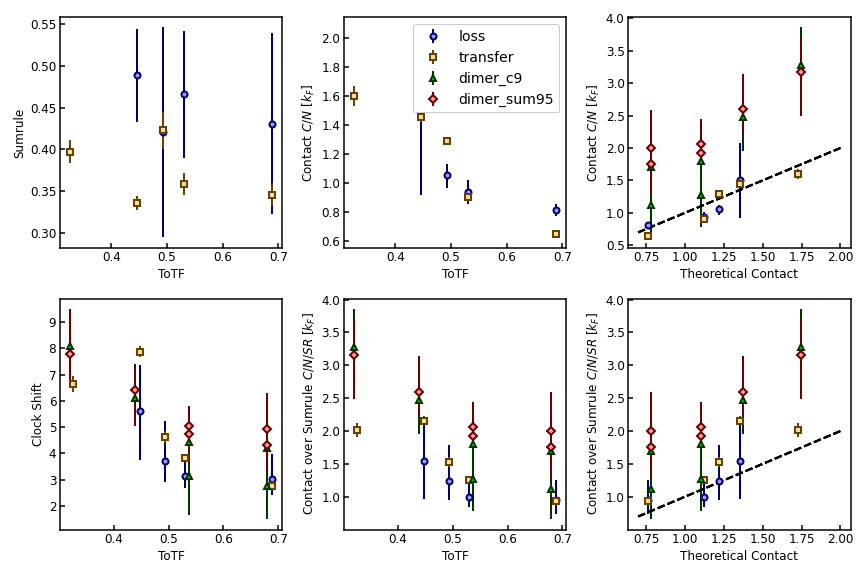 0.55
0.50
0.45
0.40
0.35
0.30
Sumrule
0.4 0.5 0.6 0.7
ToTF
2.0
1.8
1.6
1.4
1.2
1.0
0.8
0.6
Contact C/N [k_F]
loss
transfer
dimer_c9
dimer_sum95
0.4 0.5 0.6 0.7
ToTF
4.0
3.5
3.0
2.5
2.0
1.5
1.0
0.5
Contact C/N [k_F]
0.75 1.00 1.25 1.50 1.75 2.00
Theoretical Contact
9
8
7
6
5
4
3
2
Clock Shift
0.4 0.5 0.6 0.7
ToTF
4.0
3.5
3.0
2.5
2.0
1.5
1.0
Contact over Sumrule C/N/SR [k_F]
0.4 0.5 0.6 0.7
ToTF
4.0
3.5
3.0
2.5
2.0
1.5
1.0
Contact over Sumrule C/N/SR [k_F]
0.75 1.00 1.25 1.50 1.75 2.00
Theoretical Contact